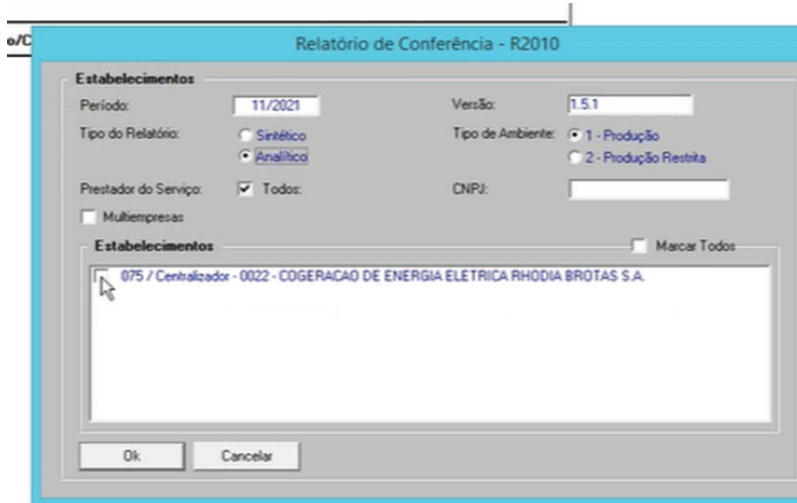 o/C
Relatório de Conferência - R2010
Estabelecimentos
Período: 11/2021 Versão: 1.5.1
Tipo do Relatório: Sintético Tipo de Ambiente: 1 - Produção
Analítico 2 - Produção Restrita
Prestador do Serviço: Todos: CNPJ:
Multiempresas
Estabelecimentos Marcar Todos
075 / Centralizador - 0022 - COGERACAO DE ENERGIA ELETRICA RHODIA BROTAS S.A.
Ok Cancelar